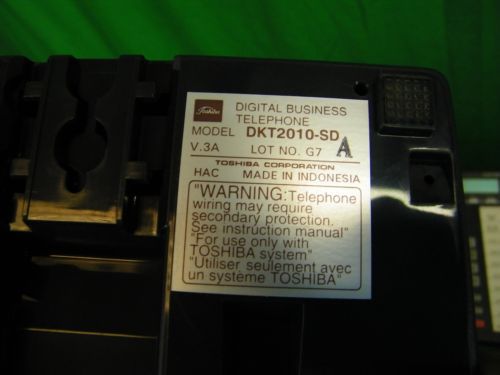 Toshiba
DIGITAL BUSINESS
TELEPHONE
MODEL DKT2010-SD
V.3A LOT NO. G7 A
TOSHIBA CORPORATION
HAC MADE IN INDONESIA
"WARNING:Telephone
wiring may require
secondary protection.
See instruction manual"
"For use only with
TOSHIBA system"
"Utiliser seulement avec
un systeme TOSHIBA"